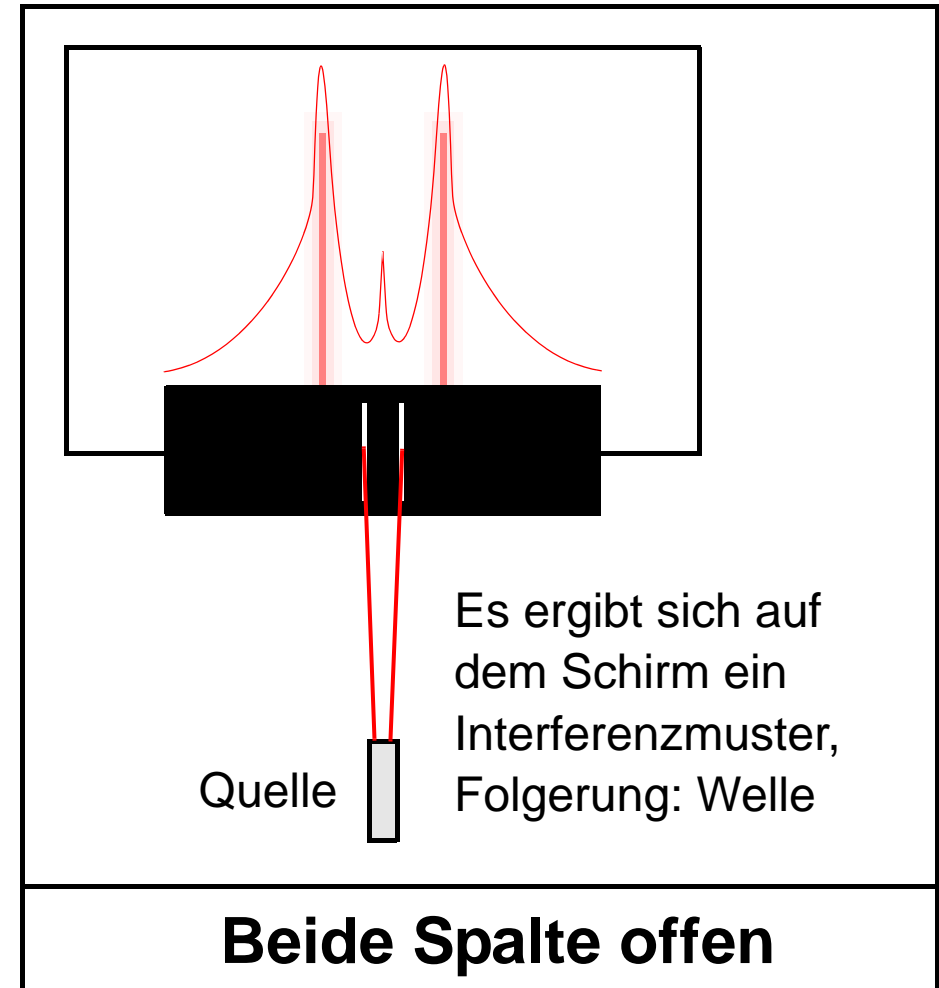 Es ergibt sich auf
dem Schirm ein
Interferenzmuster,
Folgerung: Welle
Quelle
Beide Spalte offen